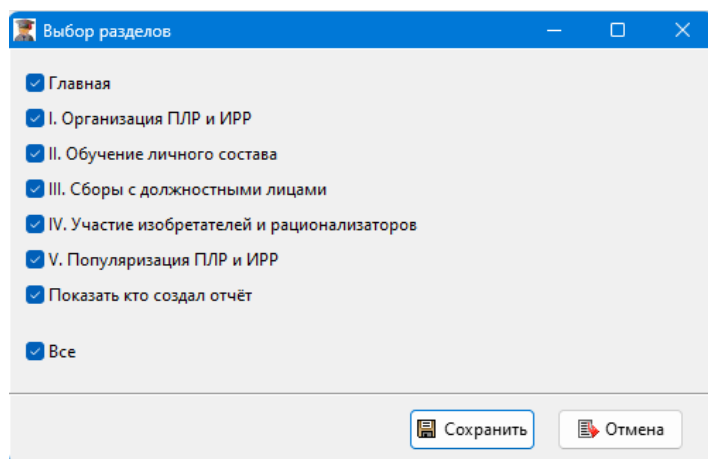 Выбор разделов
Главная
I. Организация ПЛР и ИРР
II. Обучение личного состава
III. Сборы с должностными лицами
IV. Участие изобретателей и рационализаторов
V. Популяризация ПЛР и ИРР
Показать кто создал отчёт
Все
Сохранить
Отмена